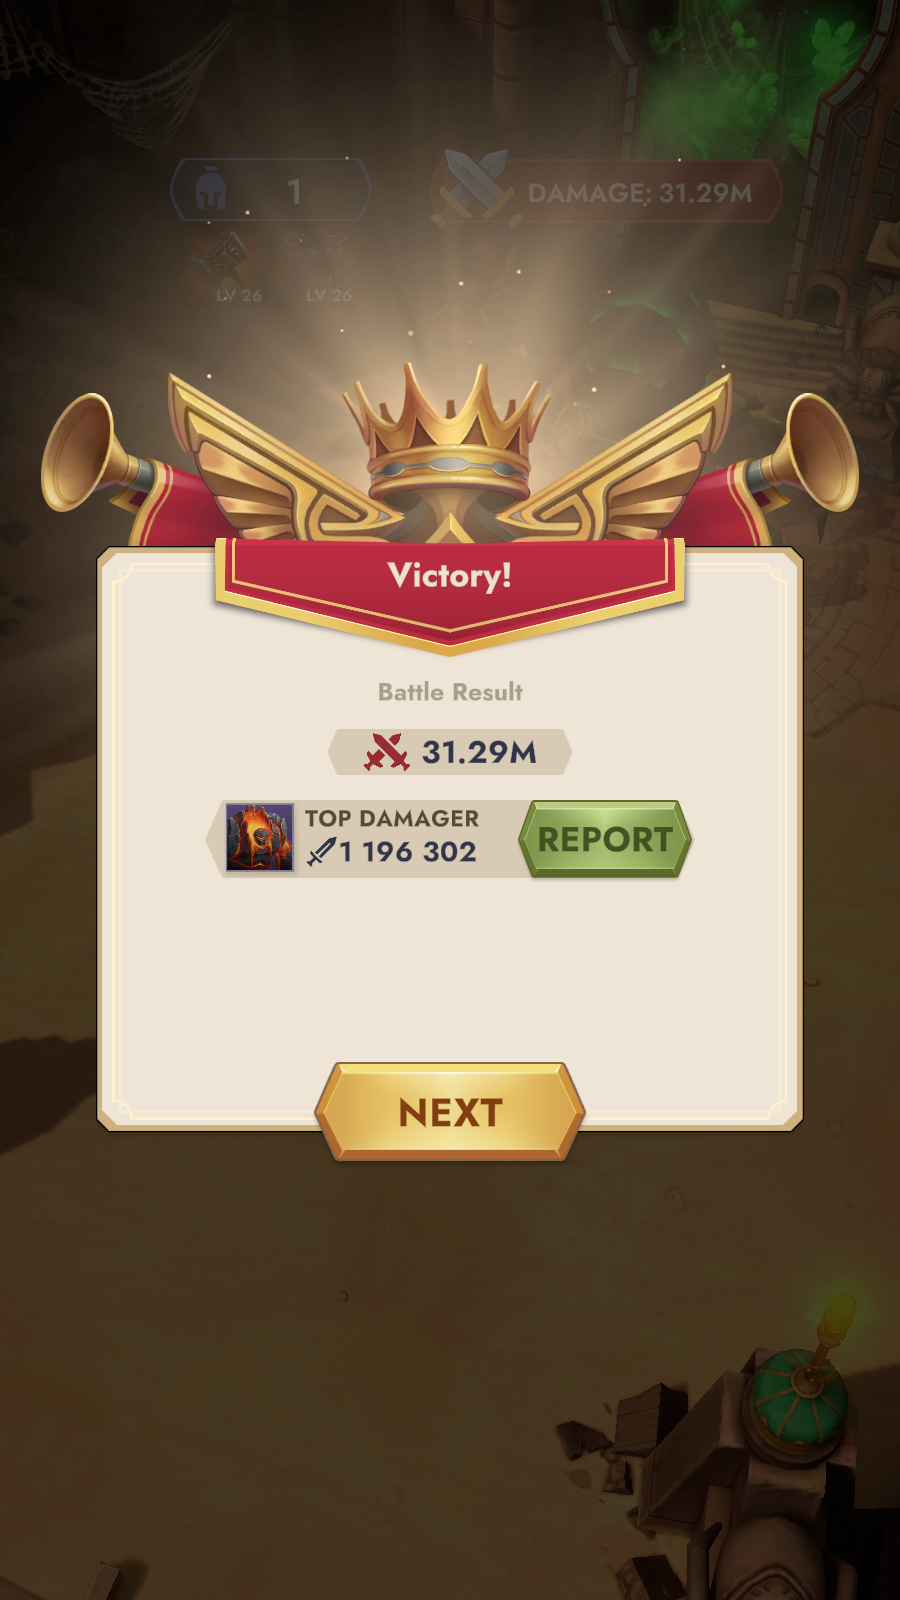 1
DAMAGE: 31.29M
LV 26
LV 26
Victory!
Battle Result
31.29M
TOP DAMAGER
1 196 302
REPORT
NEXT